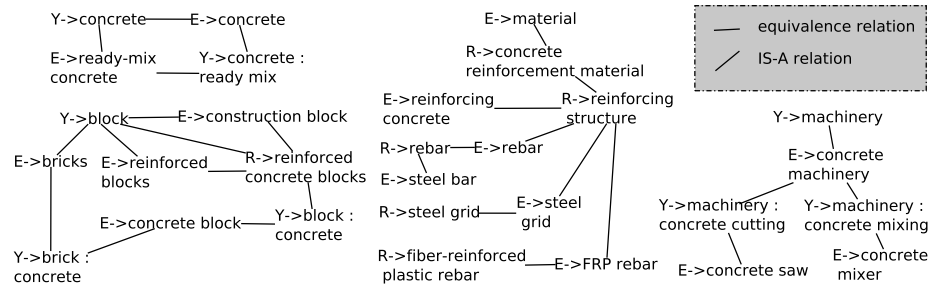 Y->concrete E->concrete
E->ready-mix
concrete
Y->concrete :
ready mix
Y->block E->construction block
E->bricks
E->reinforced
blocks
R->reinforced
concrete blocks
E->concrete block
Y->block :
concrete
Y->brick :
concrete
E->material
R->concrete
reinforcement material
E->reinforcing
concrete
R->reinforcing
structure
R->rebar E->rebar
E->steel bar
R->steel grid
E->steel
grid
R->fiber-reinforced
plastic rebar
E->FRP rebar
equivalence relation
IS-A relation
Y->machinery
E->concrete
machinery
Y->machinery :
concrete cutting
Y->machinery :
concrete mixing
E->concrete saw
E->concrete
mixer